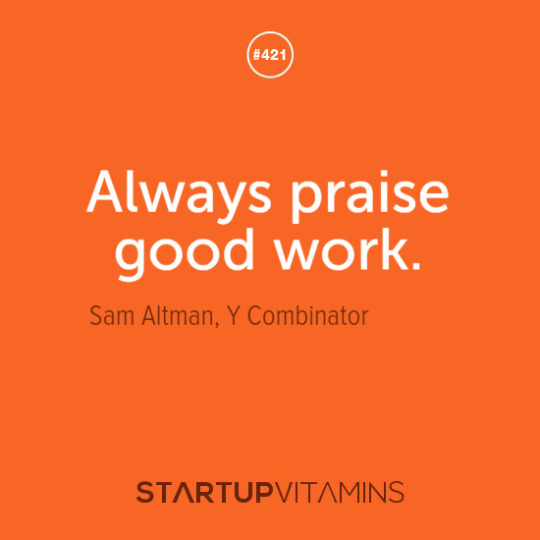 #421
Always praise
good work.
Sam Altman, Y Combinator
STARTUPVITAMINS